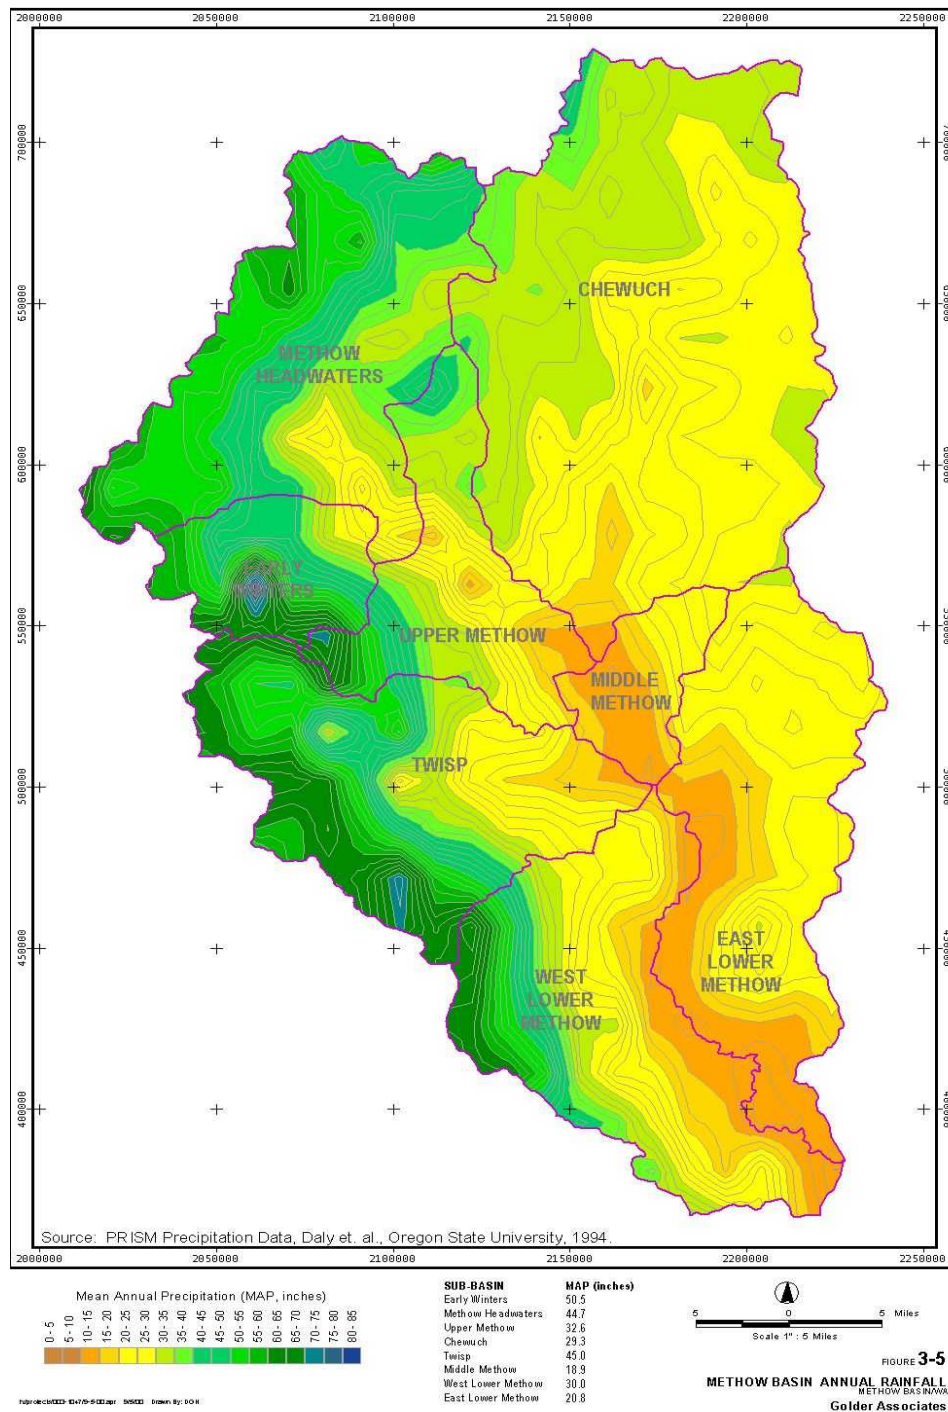 2000000 2050000 2100000 2150000 2200000 2250000
700000
650000
600000
550000
500000
450000
400000
CHEWUCH
METHOW
HEADWATERS
EARLY
WINTERS
UPPER METHOW
MIDDLE
METHOW
TWISP
EAST
LOWER
METHOW
WEST
LOWER
METHOW
Source: PRISM Precipitation Data, Daly et. al., Oregon State University, 1994.
2000000 2050000 2100000 2150000 2200000 2250000
Mean Annual Precipitation (MAP, inches)
0 - 5
5 - 10
10 - 15
15 - 20
20 - 25
25 - 30
30 - 35
35 - 40
40 - 45
45 - 50
50 - 55
55 - 60
60 - 65
65 - 70
70 - 75
75 - 80
80 - 85
SUB-BASIN MAP (inches)
Early Winters 50.5
Methow Headwaters 44.7
Upper Methow 32.6
Chewuch 29.3
Twisp 45.0
Middle Methow 18.9
West Lower Methow 30.0
East Lower Methow 20.8
5 0 5 Miles
Scale 1" : 5 Miles
FIGURE 3-5
METHOW BASIN ANNUAL RAINFALL
METHOW BASIN/WA
Golder Associates
Drawn By: